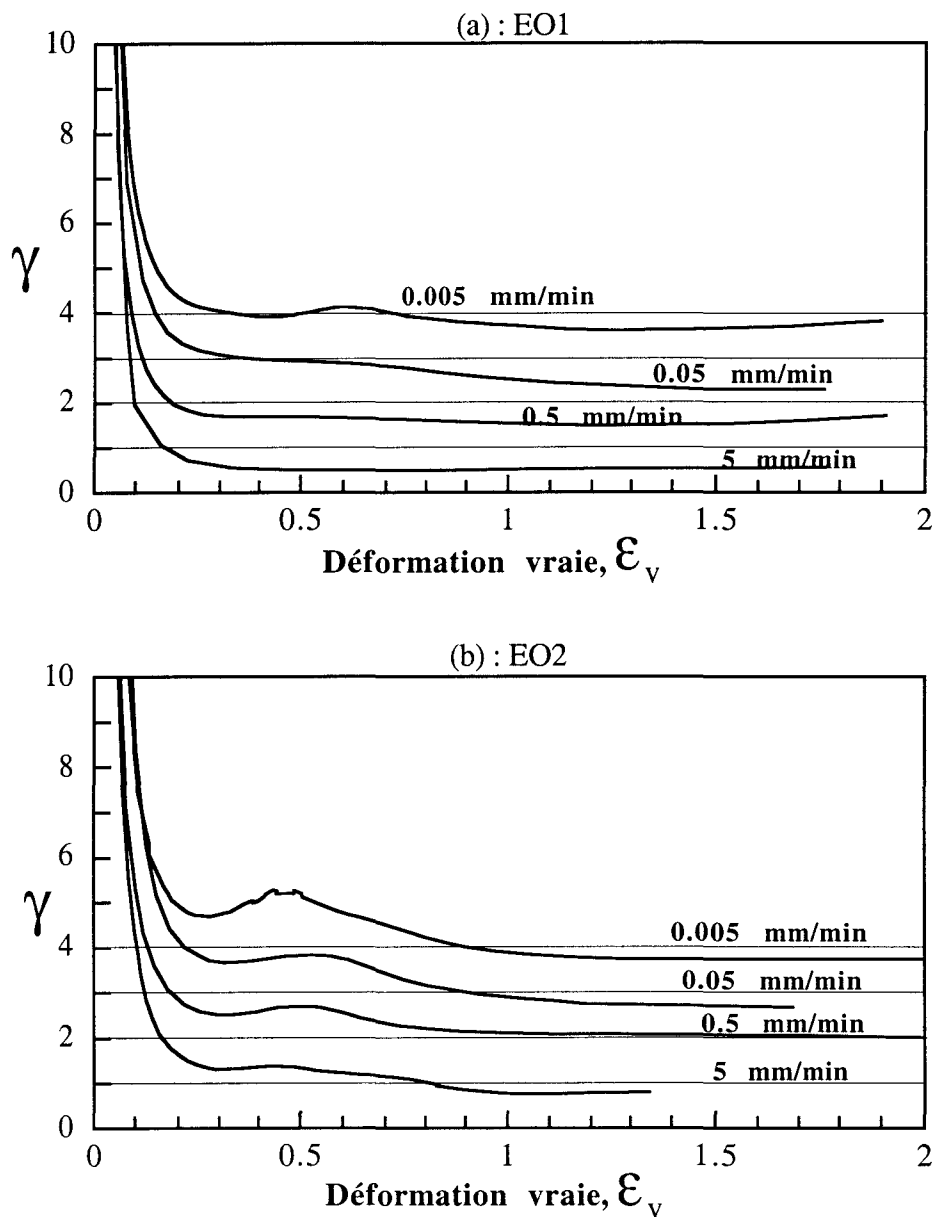 (a) : EO1
10
8
6
γ
0.005 mm/min
4
0.05 mm/min
2
0.5 mm/min
5 mm/min
0
0 0.5 1 1.5 2
Déformation vraie, εv
(b) : EO2
10
8
6
γ
0.005 mm/min
4
0.05 mm/min
0.5 mm/min
2
5 mm/min
0
0 0.5 1 1.5 2
Déformation vraie, εv